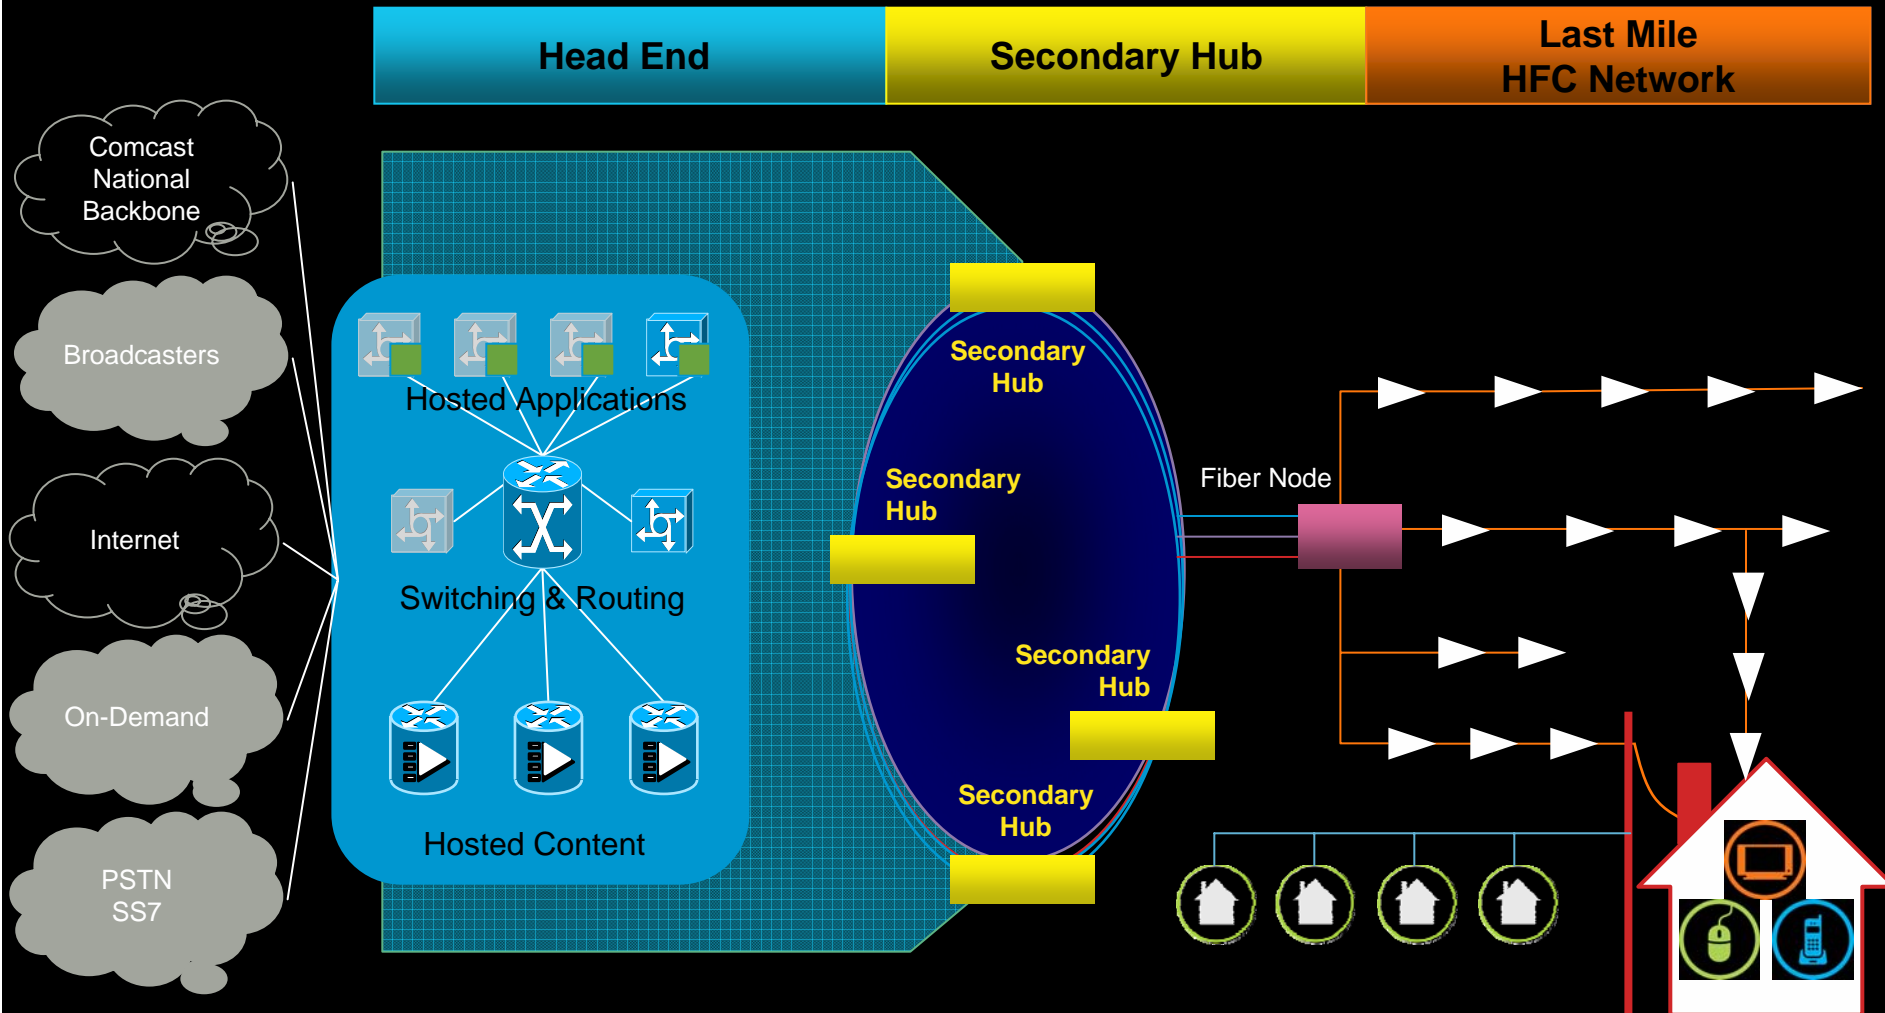 Head End
Secondary Hub
Last Mile
HFC Network
Comcast
National
Backbone
Broadcasters
Internet
On-Demand
PSTN
SS7
Hosted Applications
Switching & Routing
Hosted Content
Secondary
Hub
Secondary
Hub
Secondary
Hub
Secondary
Hub
Fiber Node